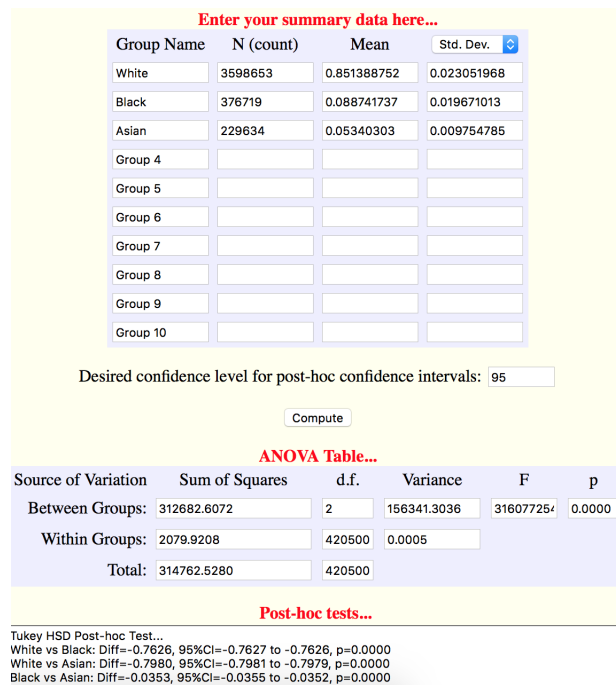 Enter your summary data here...
Group Name N (count) Mean Std. Dev.
White 3598653 0.851388752 0.023051968
Black 376719 0.088741737 0.019671013
Asian 229634 0.05340303 0.009754785
Group 4
Group 5
Group 6
Group 7
Group 8
Group 9
Group 10
Desired confidence level for post-hoc confidence intervals: 95
Compute
ANOVA Table...
Source of Variation Sum of Squares d.f. Variance F p
Between Groups: 312682.6072 2 156341.3036 316077254 0.0000
Within Groups: 2079.9208 420500 0.0005
Total: 314762.5280 420500
Post-hoc tests...
Tukey HSD Post-hoc Test...
White vs Black: Diff=-0.7626, 95%CI=-0.7627 to -0.7626, p=0.0000
White vs Asian: Diff=-0.7980, 95%CI=-0.7981 to -0.7979, p=0.0000
Black vs Asian: Diff=-0.0353, 95%CI=-0.0355 to -0.0352, p=0.0000